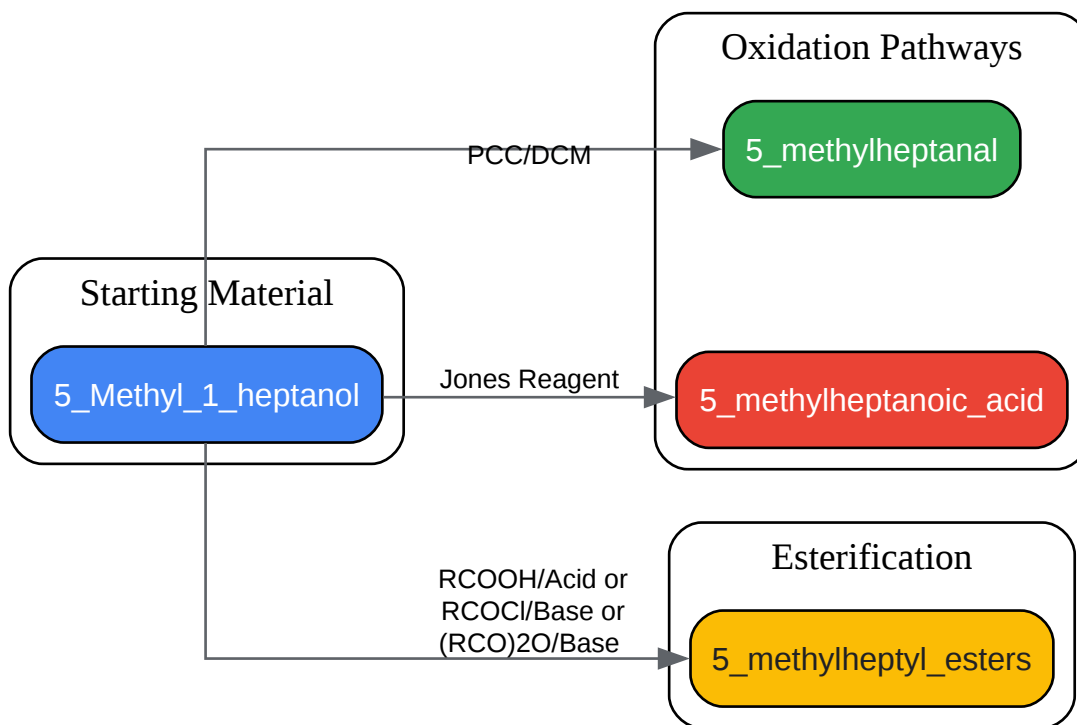 Oxidation Pathways
5_methylheptanal
PCC/DCM
Starting Material
5_Methyl_1_heptanol
Jones Reagent
5_methylheptanoic_acid
Esterification
RCOOH/Acid or
RCOCl/Base or
(RCO)2O/Base
5_methylheptyl_esters